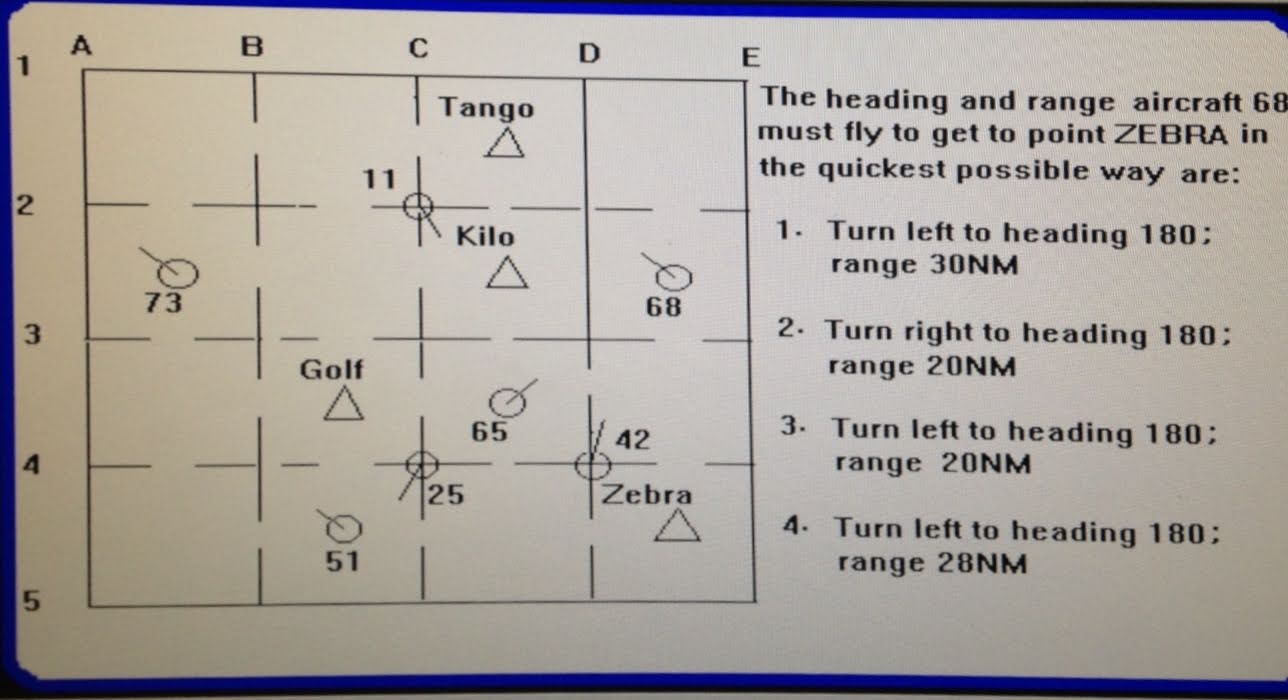 A B C D E
1
Tango
11
2
Kilo
73
68
3
Golf
65
42
4
25
Zebra
51
5
The heading and range aircraft 68
must fly to get to point ZEBRA in
the quickest possible way are:
1. Turn left to heading 180;
range 30NM
2. Turn right to heading 180;
range 20NM
3. Turn left to heading 180;
range 20NM
4. Turn left to heading 180;
range 28NM